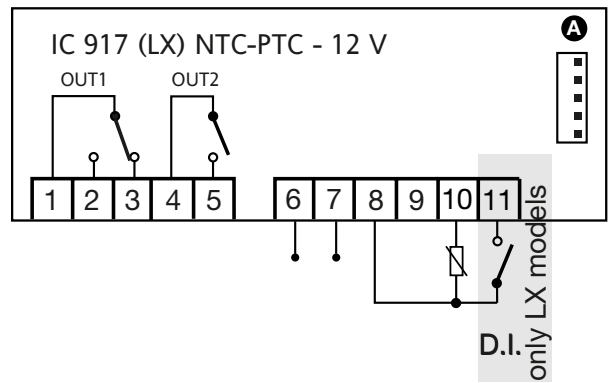 IC 917 (LX) NTC-PTC - 12 V
A
OUT1 OUT2
1 2 3 4 5 6 7 8 9 10 11
only LX models
D.I.